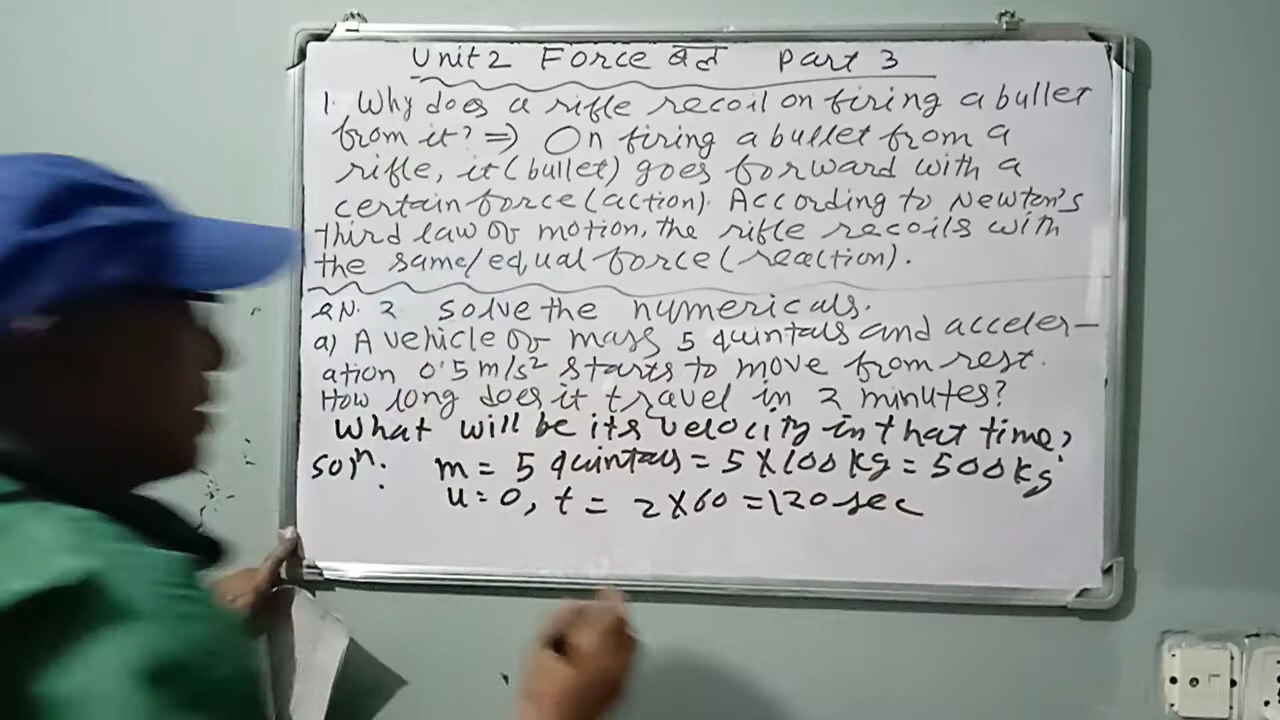 Unit 2 Force बल Part 3
1. Why does a rifle recoil on firing a bullet
from it? => On firing a bullet from a
rifle, it (bullet) goes forward with a
certain force (action). According to Newton's
third law of motion, the rifle recoils with
the same/equal force (reaction).
QN. 2 Solve the numericals.
a) A vehicle of mass 5 quintals and acceler-
ation 0.5 m/s² starts to move from rest.
How long does it travel in 2 minutes?
What will be its velocity in that time?
Soln: m = 5 quintals = 5 X 100 kg = 500 kg
u = 0, t = 2 X 60 = 120 sec